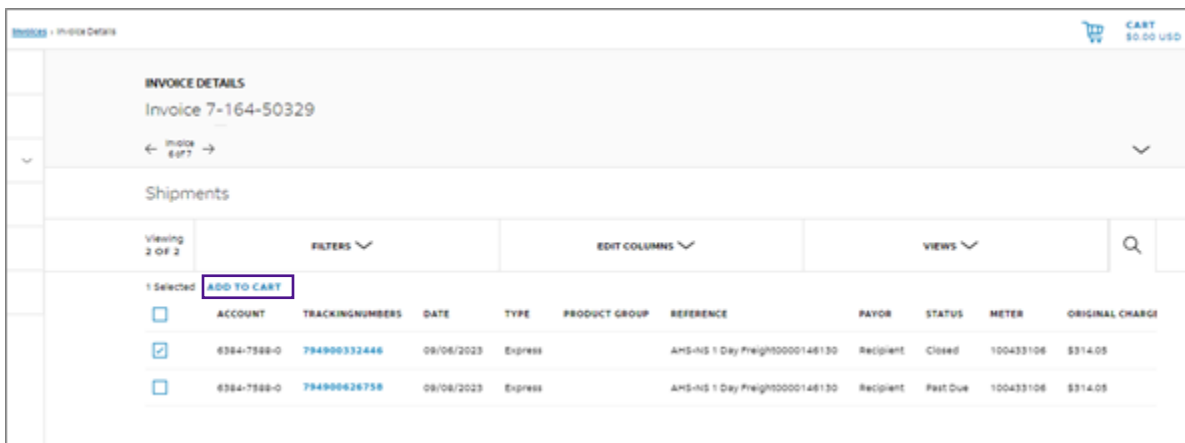 Invoices › Invoice Details
CART
$0.00 USD
INVOICE DETAILS
Invoice 7-164-50329
← Invoice 6 of 7 →
Shipments
Viewing
2 OF 2
FILTERS
EDIT COLUMNS
VIEWS
1 Selected ADD TO CART
ACCOUNT TRACKINGNUMBERS DATE TYPE PRODUCT GROUP REFERENCE PAYOR STATUS METER ORIGINAL CHARGE
6384-7588-0 794900332446 09/06/2023 Express AHS-NS 1 Day Freight0000146130 Recipient Closed 100433106 $314.05
6384-7588-0 794900626758 09/08/2023 Express AHS-NS 1 Day Freight0000146130 Recipient Past Due 100433106 $314.05